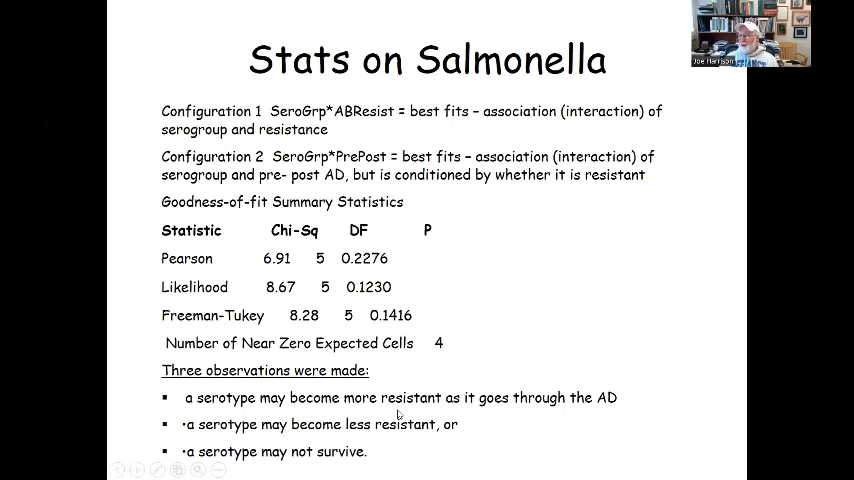 Stats on Salmonella
Joe Harrison
Configuration 1 SeroGrp*ABResist = best fits – association (interaction) of
serogroup and resistance
Configuration 2 SeroGrp*PrePost = best fits – association (interaction) of
serogroup and pre- post AD, but is conditioned by whether it is resistant
Goodness-of-fit Summary Statistics
Statistic Chi-Sq DF P
Pearson 6.91 5 0.2276
Likelihood 8.67 5 0.1230
Freeman-Tukey 8.28 5 0.1416
Number of Near Zero Expected Cells 4
Three observations were made:
▪ a serotype may become more resistant as it goes through the AD
▪ •a serotype may become less resistant, or
▪ •a serotype may not survive.